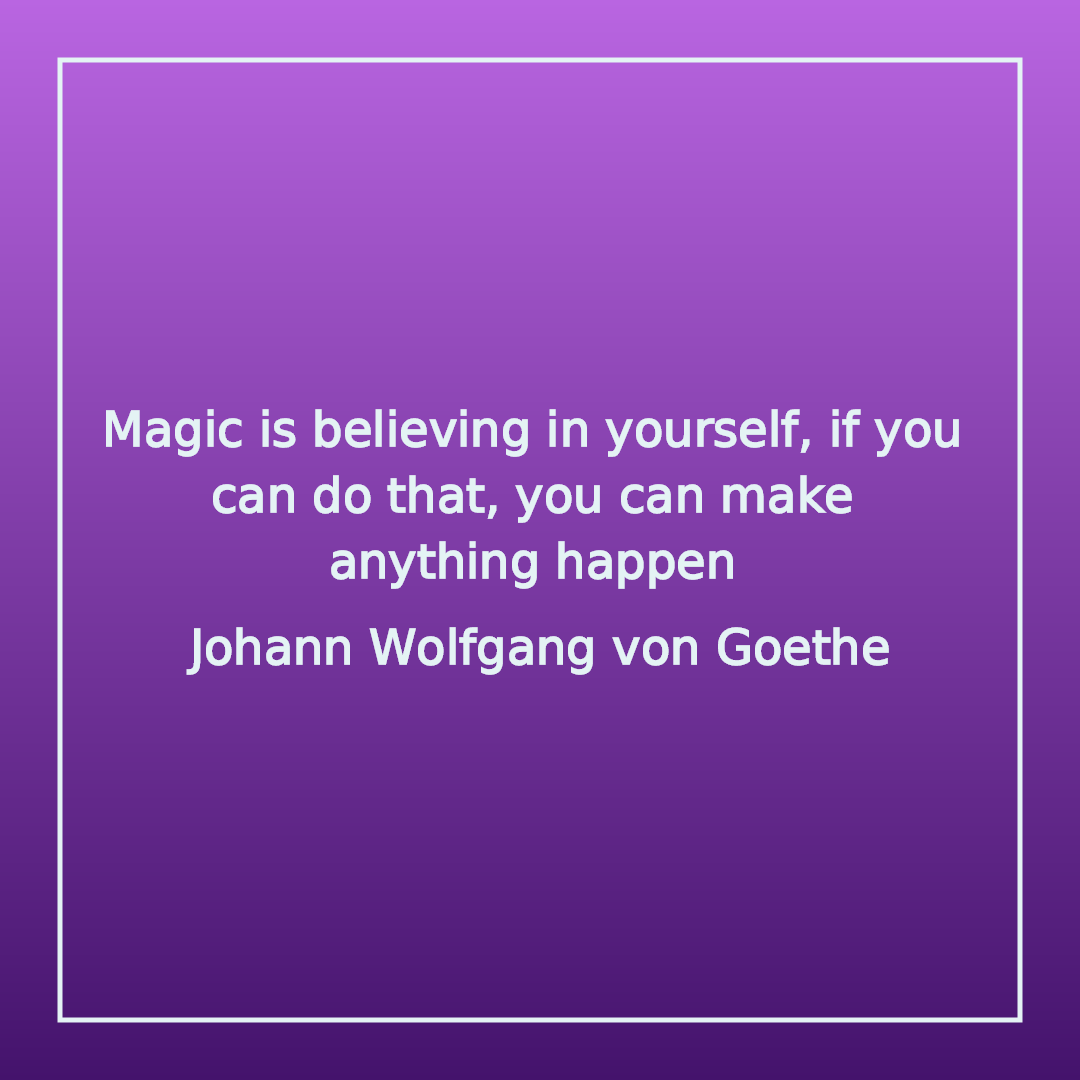 Magic is believing in yourself, if you
can do that, you can make
anything happen
Johann Wolfgang von Goethe